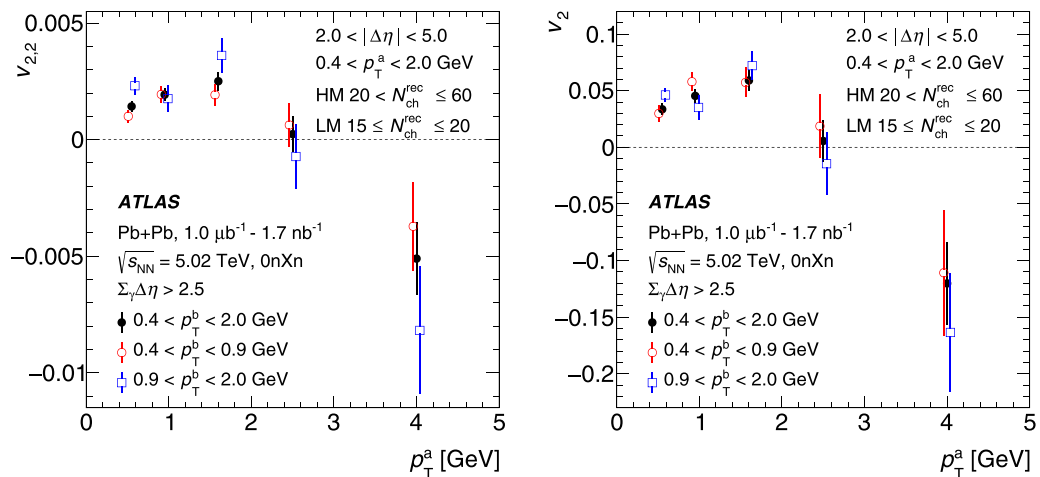 0.005
0
−0.005
−0.01
v2,2
2.0 < |Δη| < 5.0
0.4 < p_T^a < 2.0 GeV
HM 20 < N_ch^rec ≤ 60
LM 15 ≤ N_ch^rec ≤ 20
ATLAS
Pb+Pb, 1.0 μb⁻¹ - 1.7 nb⁻¹
√s_NN = 5.02 TeV, 0nXn
Σ_γΔη > 2.5
0.4 < p_T^b < 2.0 GeV
0.4 < p_T^b < 0.9 GeV
0.9 < p_T^b < 2.0 GeV
0 1 2 3 4 5
p_T^a [GeV]
v2
0.1
0.05
0
−0.05
−0.1
−0.15
−0.2
2.0 < |Δη| < 5.0
0.4 < p_T^a < 2.0 GeV
HM 20 < N_ch^rec ≤ 60
LM 15 ≤ N_ch^rec ≤ 20
ATLAS
Pb+Pb, 1.0 μb⁻¹ - 1.7 nb⁻¹
√s_NN = 5.02 TeV, 0nXn
Σ_γΔη > 2.5
0.4 < p_T^b < 2.0 GeV
0.4 < p_T^b < 0.9 GeV
0.9 < p_T^b < 2.0 GeV
0 1 2 3 4 5
p_T^a [GeV]